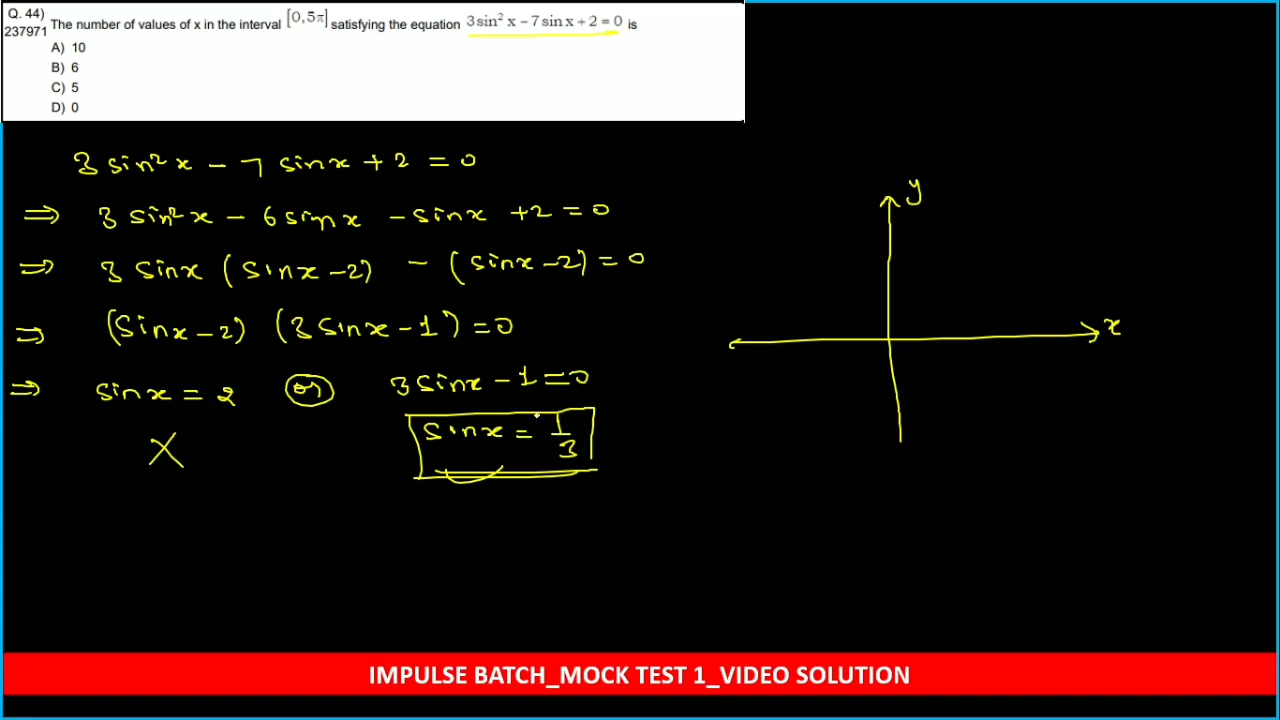 Q. 44)
237971 The number of values of x in the interval [0,5π] satisfying the equation 3 sin² x − 7 sin x + 2 = 0 is
A) 10
B) 6
C) 5
D) 0
3 sin²x − 7 sinx + 2 = 0
⇒ 3 sin²x − 6 sinx − sinx + 2 = 0
⇒ 3 sinx (sinx − 2) − (sinx − 2) = 0
⇒ (sinx − 2) (3 sinx − 1) = 0
⇒ sinx = 2 or 3 sinx − 1 = 0
X sinx = 1/3
y
x
IMPULSE BATCH_MOCK TEST 1_VIDEO SOLUTION